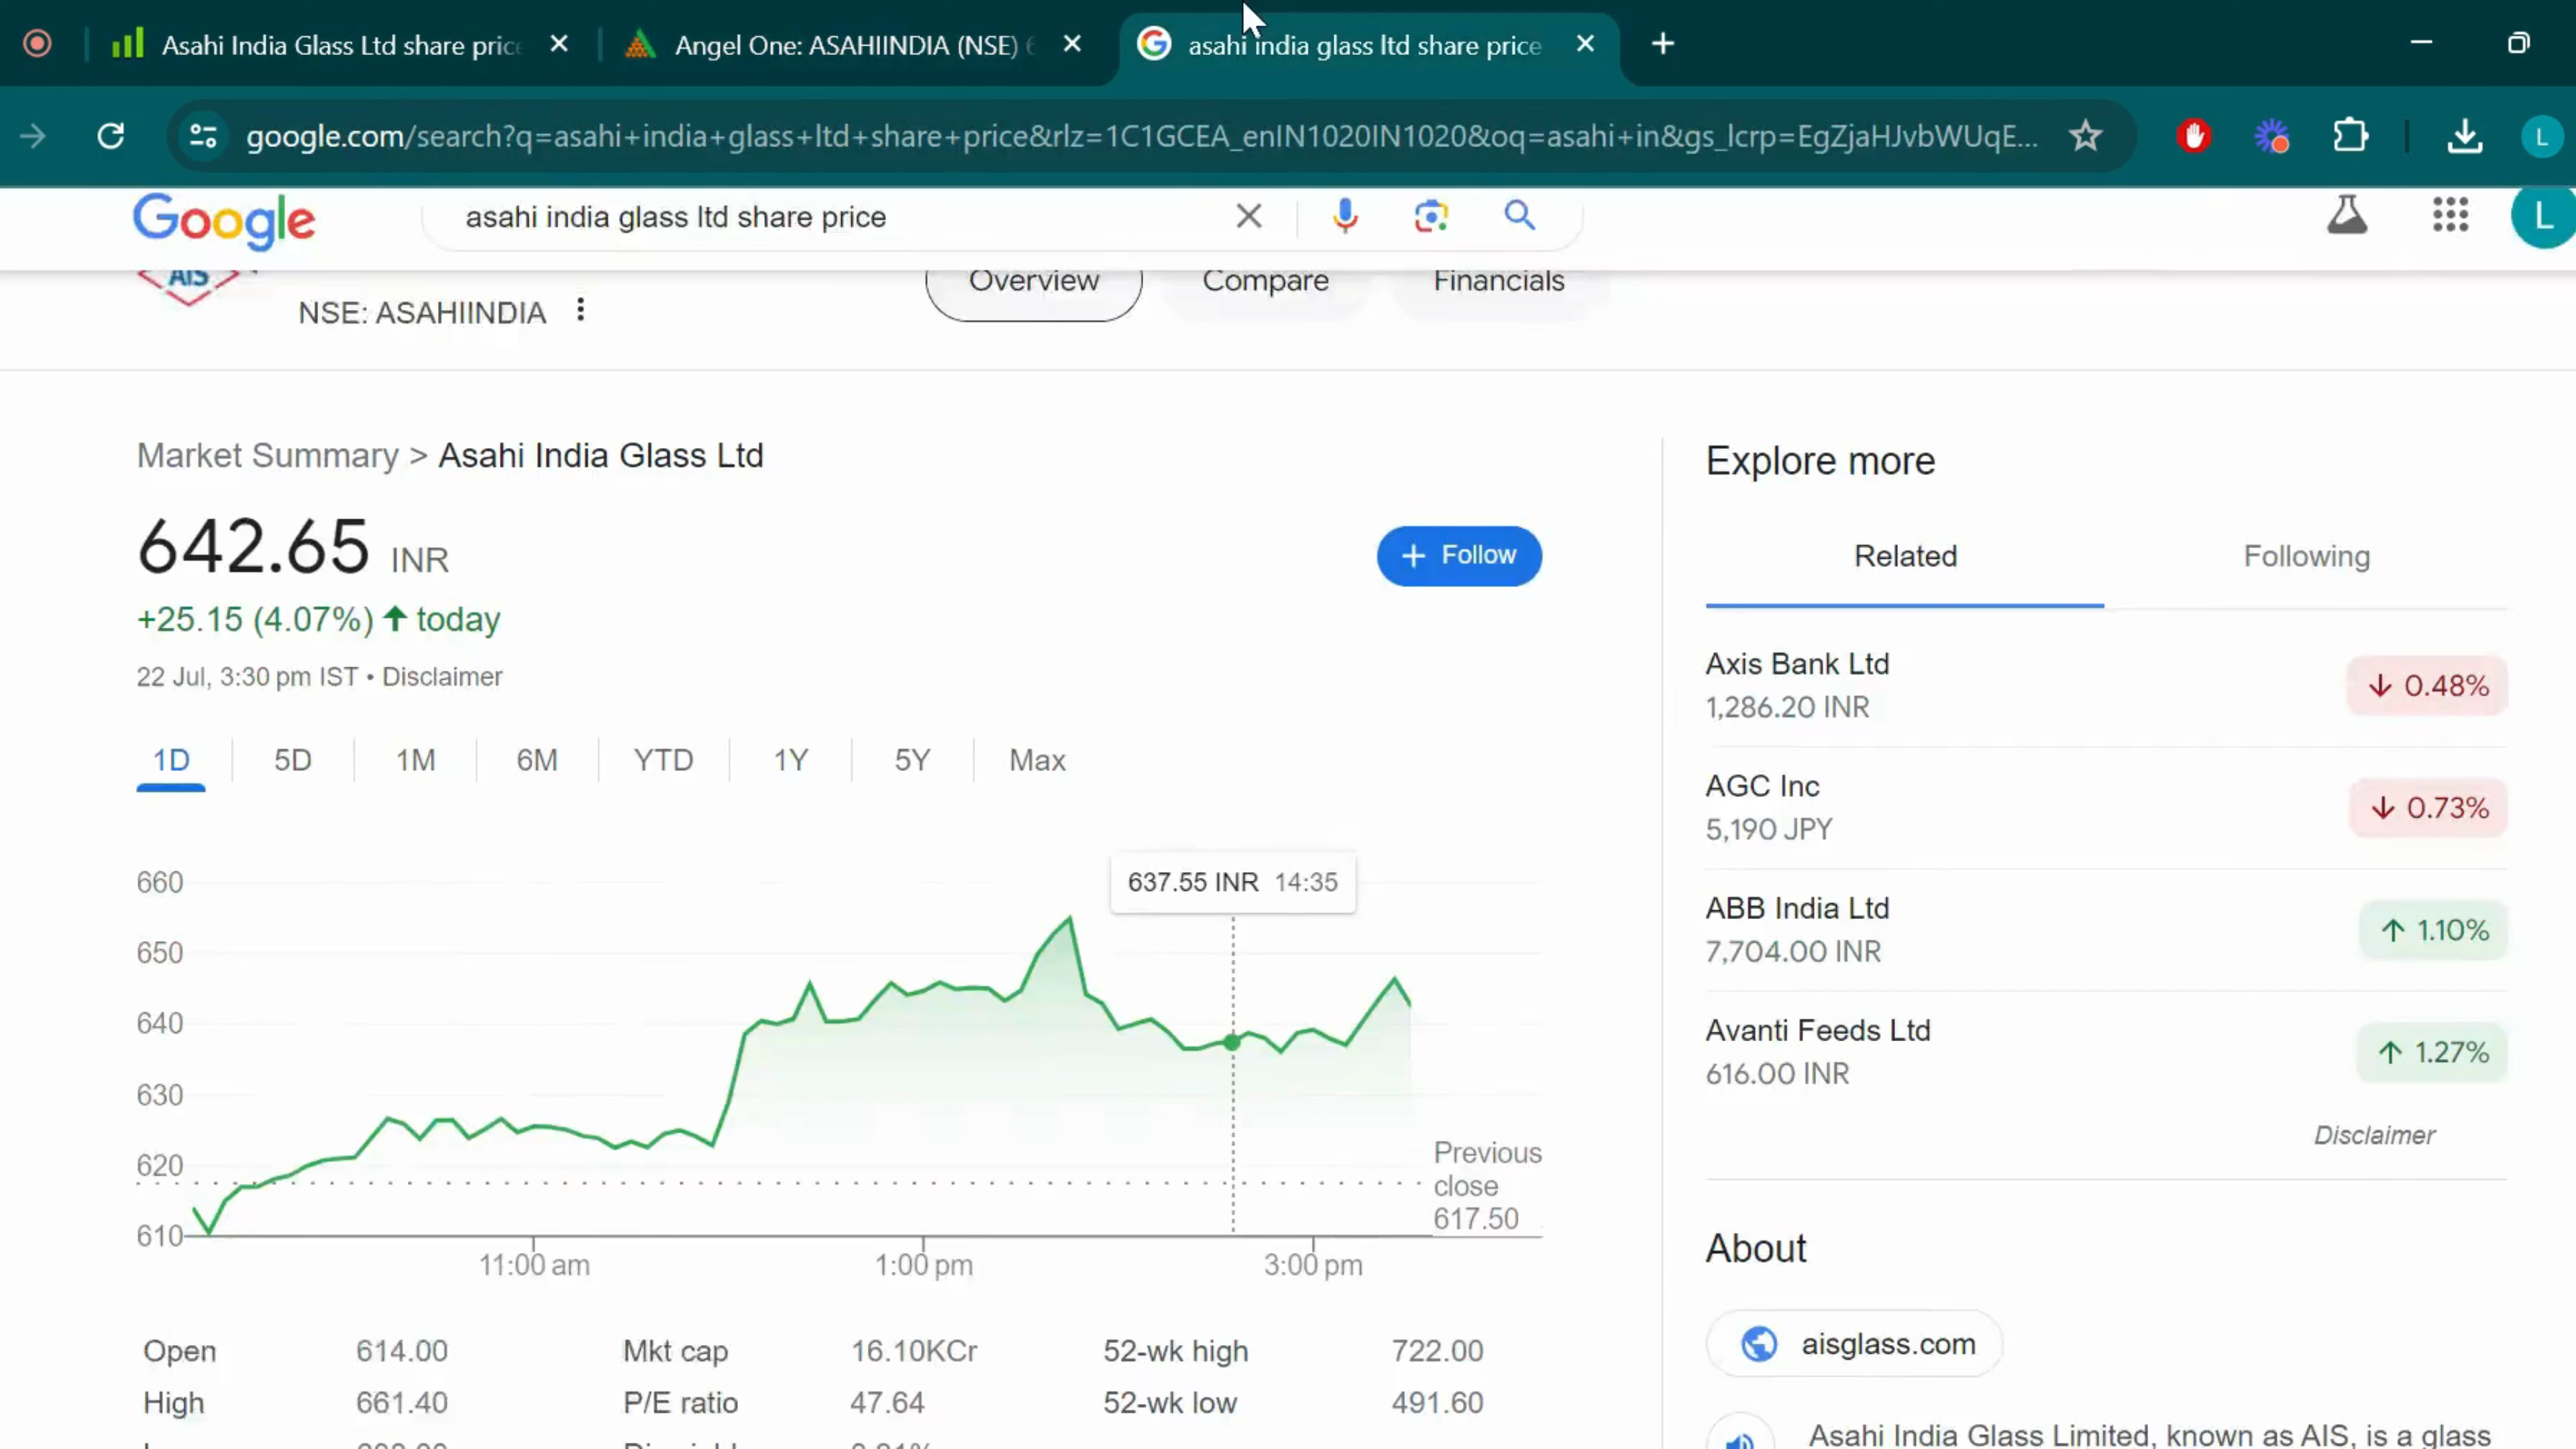 Asahi India Glass Ltd share price
Angel One: ASAHIINDIA (NSE)
asahi india glass ltd share price
google.com/search?q=asahi+india+glass+ltd+share+price&rlz=1C1GCEA_enIN1020IN1020&oq=asahi+in&gs_lcrp=EgZjaHJvbWUqE...
L
Google
asahi india glass ltd share price
L
AIS
NSE: ASAHIINDIA
Overview
Compare
Financials
Market Summary > Asahi India Glass Ltd
642.65 INR
+ Follow
+25.15 (4.07%) today
22 Jul, 3:30 pm IST • Disclaimer
1D 5D 1M 6M YTD 1Y 5Y Max
637.55 INR 14:35
660
650
640
630
620
610
Previous
close
617.50
11:00 am
1:00 pm
3:00 pm
Open 614.00 Mkt cap 16.10KCr 52-wk high 722.00
High 661.40 P/E ratio 47.64 52-wk low 491.60
Explore more
Related
Following
Axis Bank Ltd
1,286.20 INR
0.48%
AGC Inc
5,190 JPY
0.73%
ABB India Ltd
7,704.00 INR
1.10%
Avanti Feeds Ltd
616.00 INR
1.27%
Disclaimer
About
aisglass.com
Asahi India Glass Limited, known as AIS, is a glass